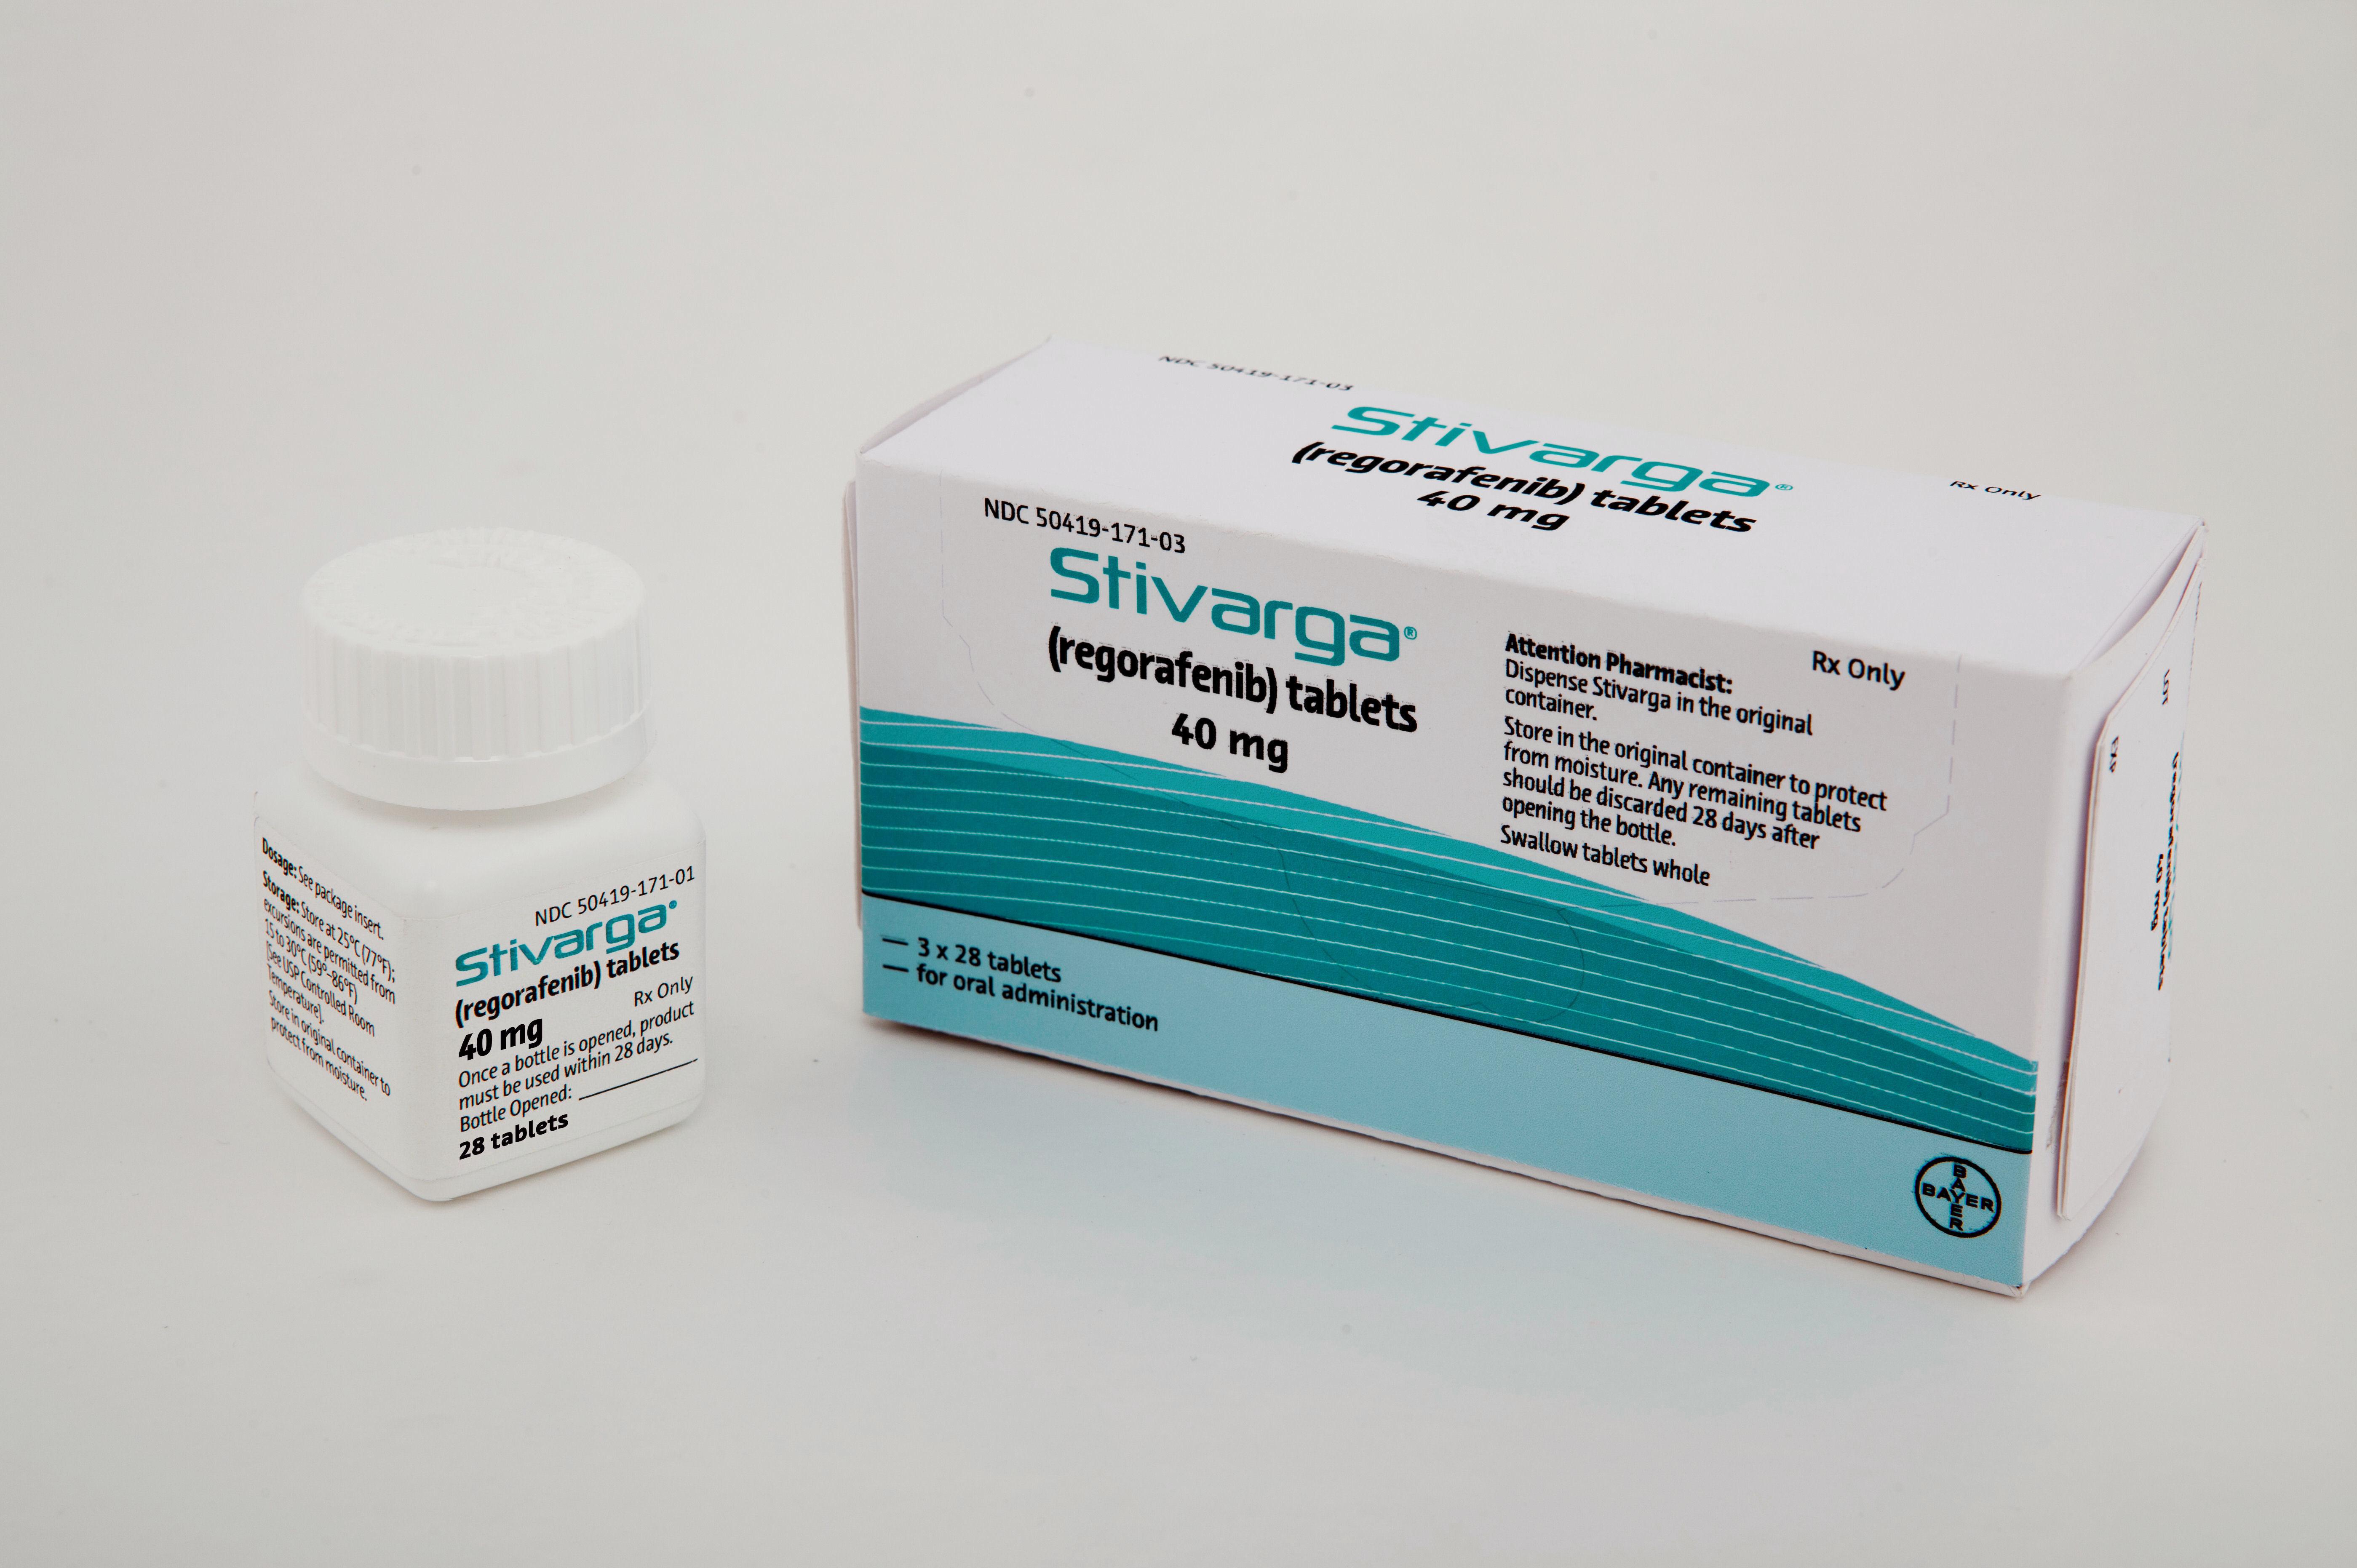 Dosage: See package insert.
Storage: Store at 25°C (77°F);
excursions are permitted from
15 to 30°C (59°-86°F)
[See USP Controlled Room
Temperature].
Store in original container to
protect from moisture.
NDC 50419-171-01
Stivarga®
(regorafenib) tablets
Rx Only
40 mg
Once a bottle is opened, product
must be used within 28 days.
Bottle Opened:
28 tablets
NDC 50419-171-03
Stivarga®
(regorafenib) tablets
40 mg
Rx Only
NDC 50419-171-03
Stivarga®
(regorafenib) tablets
40 mg
Rx Only
Attention Pharmacist:
Dispense Stivarga in the original
container.
Store in the original container to protect
from moisture. Any remaining tablets
should be discarded 28 days after
opening the bottle.
Swallow tablets whole
3 x 28 tablets
for oral administration
BAYER
BAYER
LOT
40 mg